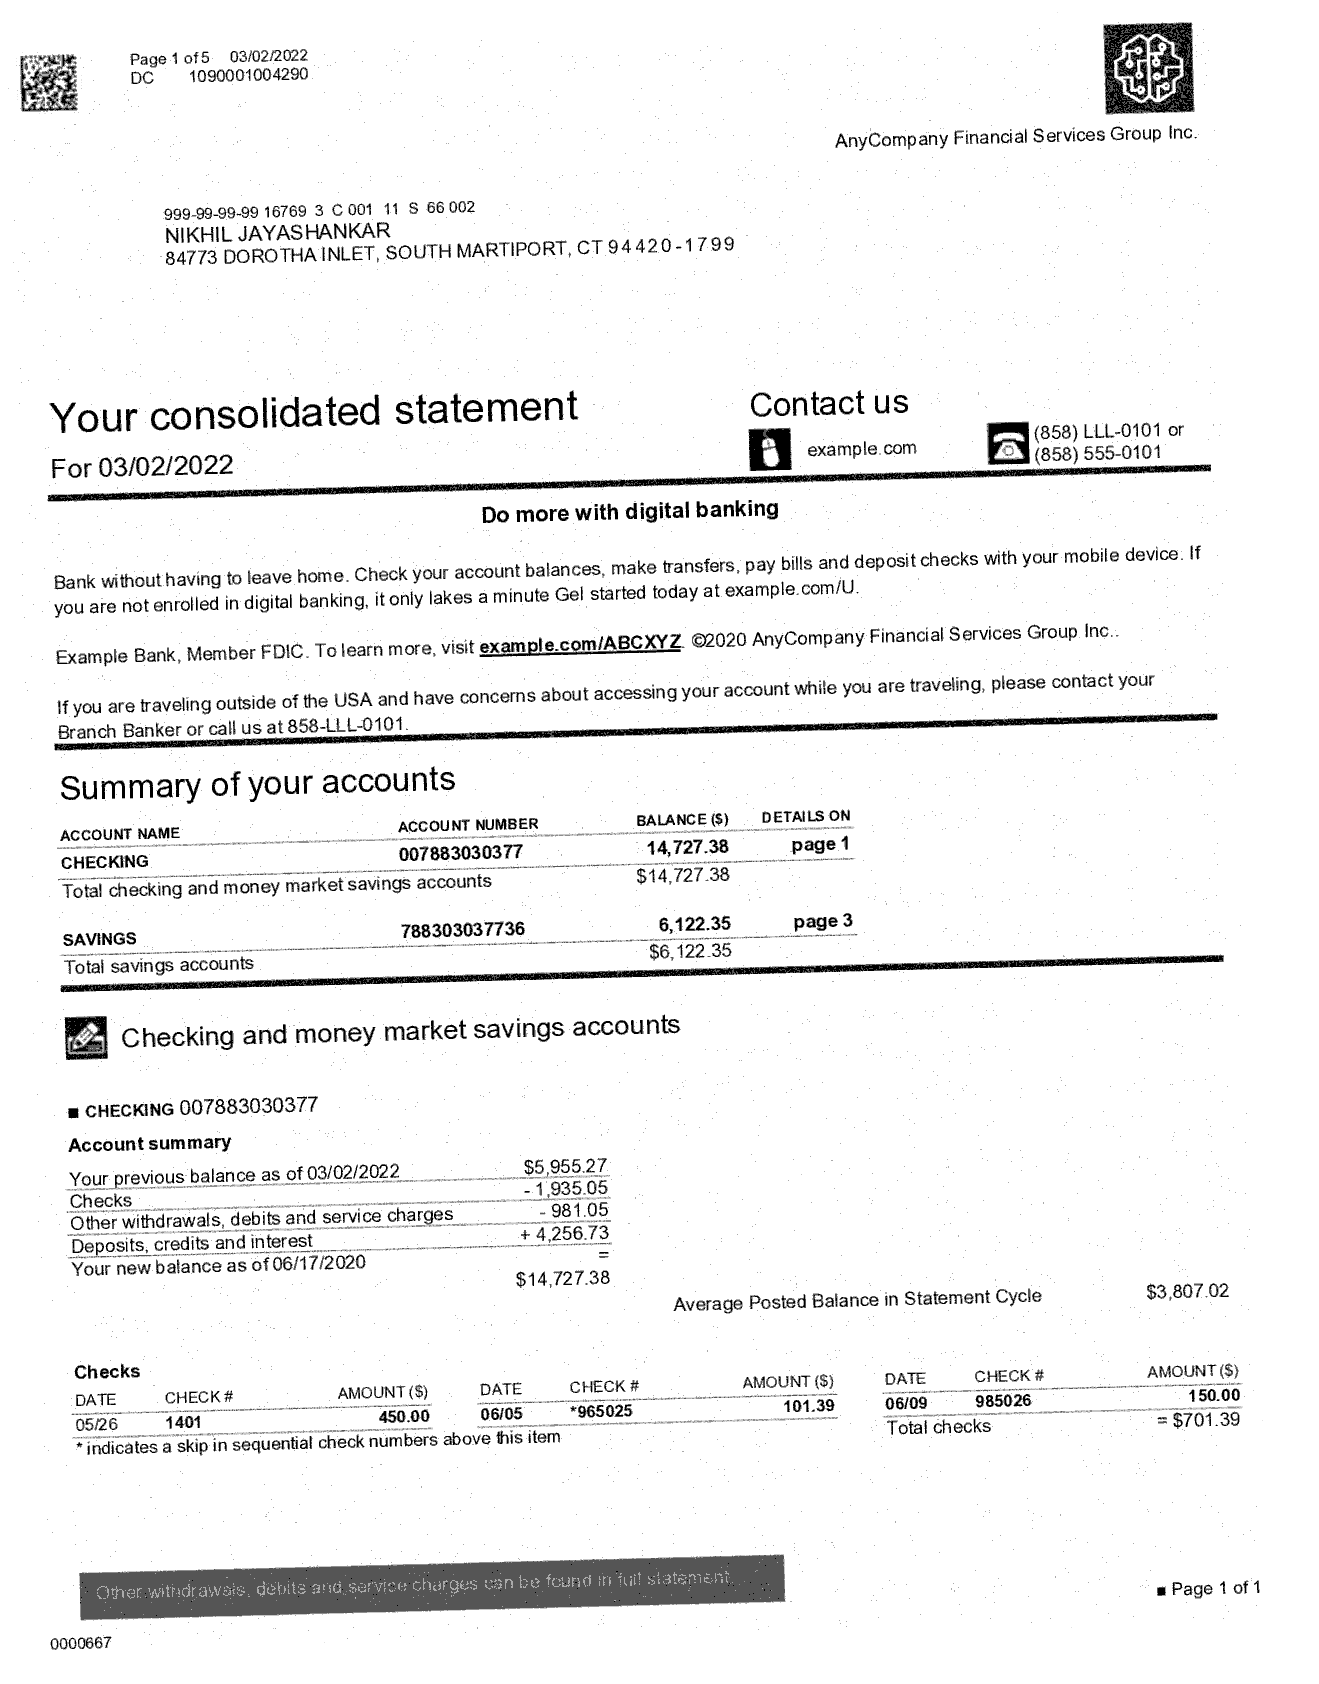 Page 1 of 5 03/02/2022
DC 1090001004290
AnyCompany Financial Services Group Inc.
999-99-99-99 16769 3 C 001 11 S 66 002
NIKHIL JAYASHANKAR
84773 DOROTHA INLET, SOUTH MARTIPORT, CT 94420-1799
Your consolidated statement
For 03/02/2022
Contact us
example.com
(858) LLL-0101 or
(858) 555-0101
Do more with digital banking
Bank without having to leave home. Check your account balances, make transfers, pay bills and deposit checks with your mobile device. If
you are not enrolled in digital banking, it only lakes a minute Gel started today at example.com/U.
Example Bank, Member FDIC. To learn more, visit example.com/ABCXYZ. ©2020 AnyCompany Financial Services Group Inc..
If you are traveling outside of the USA and have concerns about accessing your account while you are traveling, please contact your
Branch Banker or call us at 858-LLL-0101.
Summary of your accounts
ACCOUNT NAME ACCOUNT NUMBER BALANCE ($) DETAILS ON
CHECKING 007883030377 14,727.38 page 1
Total checking and money market savings accounts $14,727.38
SAVINGS 788303037736 6,122.35 page 3
Total savings accounts $6,122.35
Checking and money market savings accounts
■ CHECKING 007883030377
Account summary
Your previous balance as of 03/02/2022 $5,955.27
Checks - 1,935.05
Other withdrawals, debits and service charges - 981.05
Deposits, credits and interest + 4,256.73
Your new balance as of 06/17/2020 =
$14,727.38
Average Posted Balance in Statement Cycle $3,807.02
Checks
DATE CHECK # AMOUNT ($) DATE CHECK # AMOUNT ($) DATE CHECK # AMOUNT ($)
05/26 1401 450.00 06/05 *965025 101.39 06/09 985026 150.00
* indicates a skip in sequential check numbers above this item
Total checks = $701.39
Other withdrawals, debits and service charges can be found in full statement.
■ Page 1 of 1
0000667